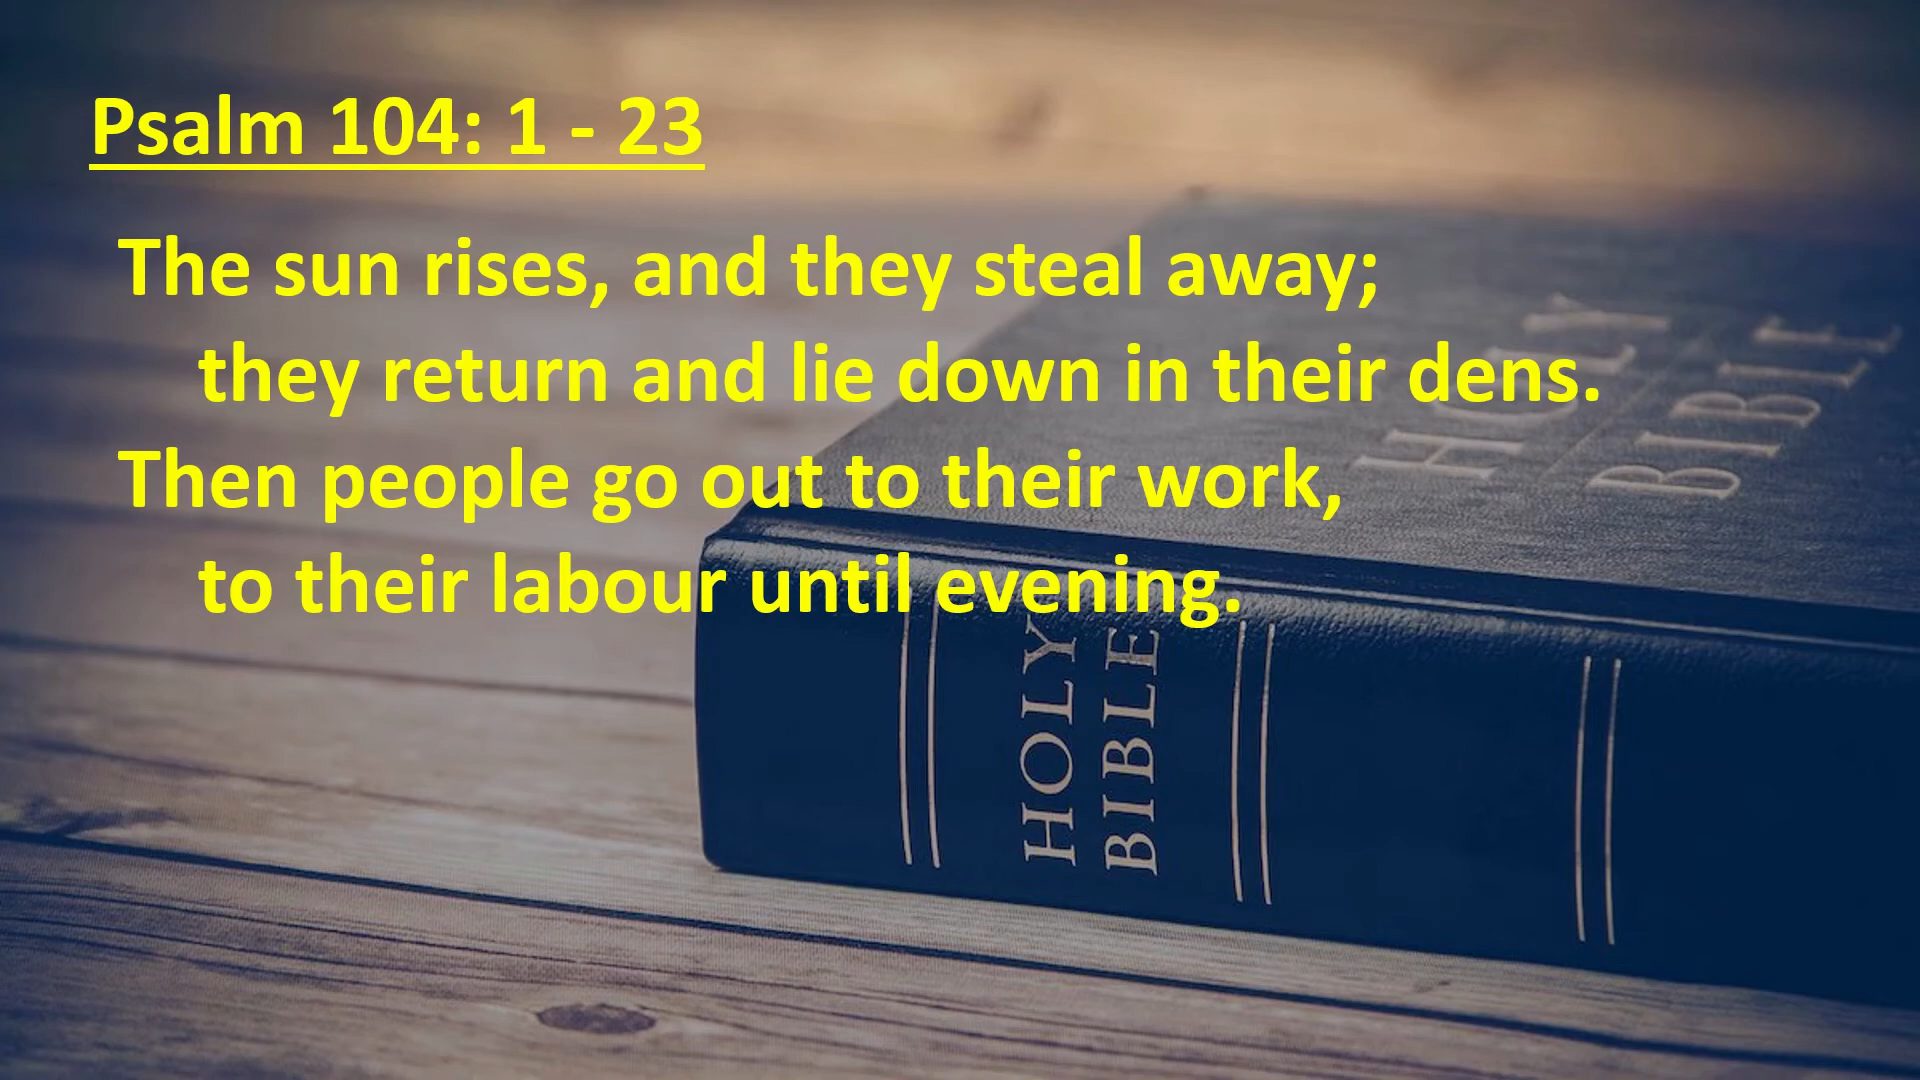 Psalm 104: 1 - 23
The sun rises, and they steal away;
they return and lie down in their dens.
Then people go out to their work,
to their labour until evening.
HOLY
BIBLE
HOLY
BIBLE